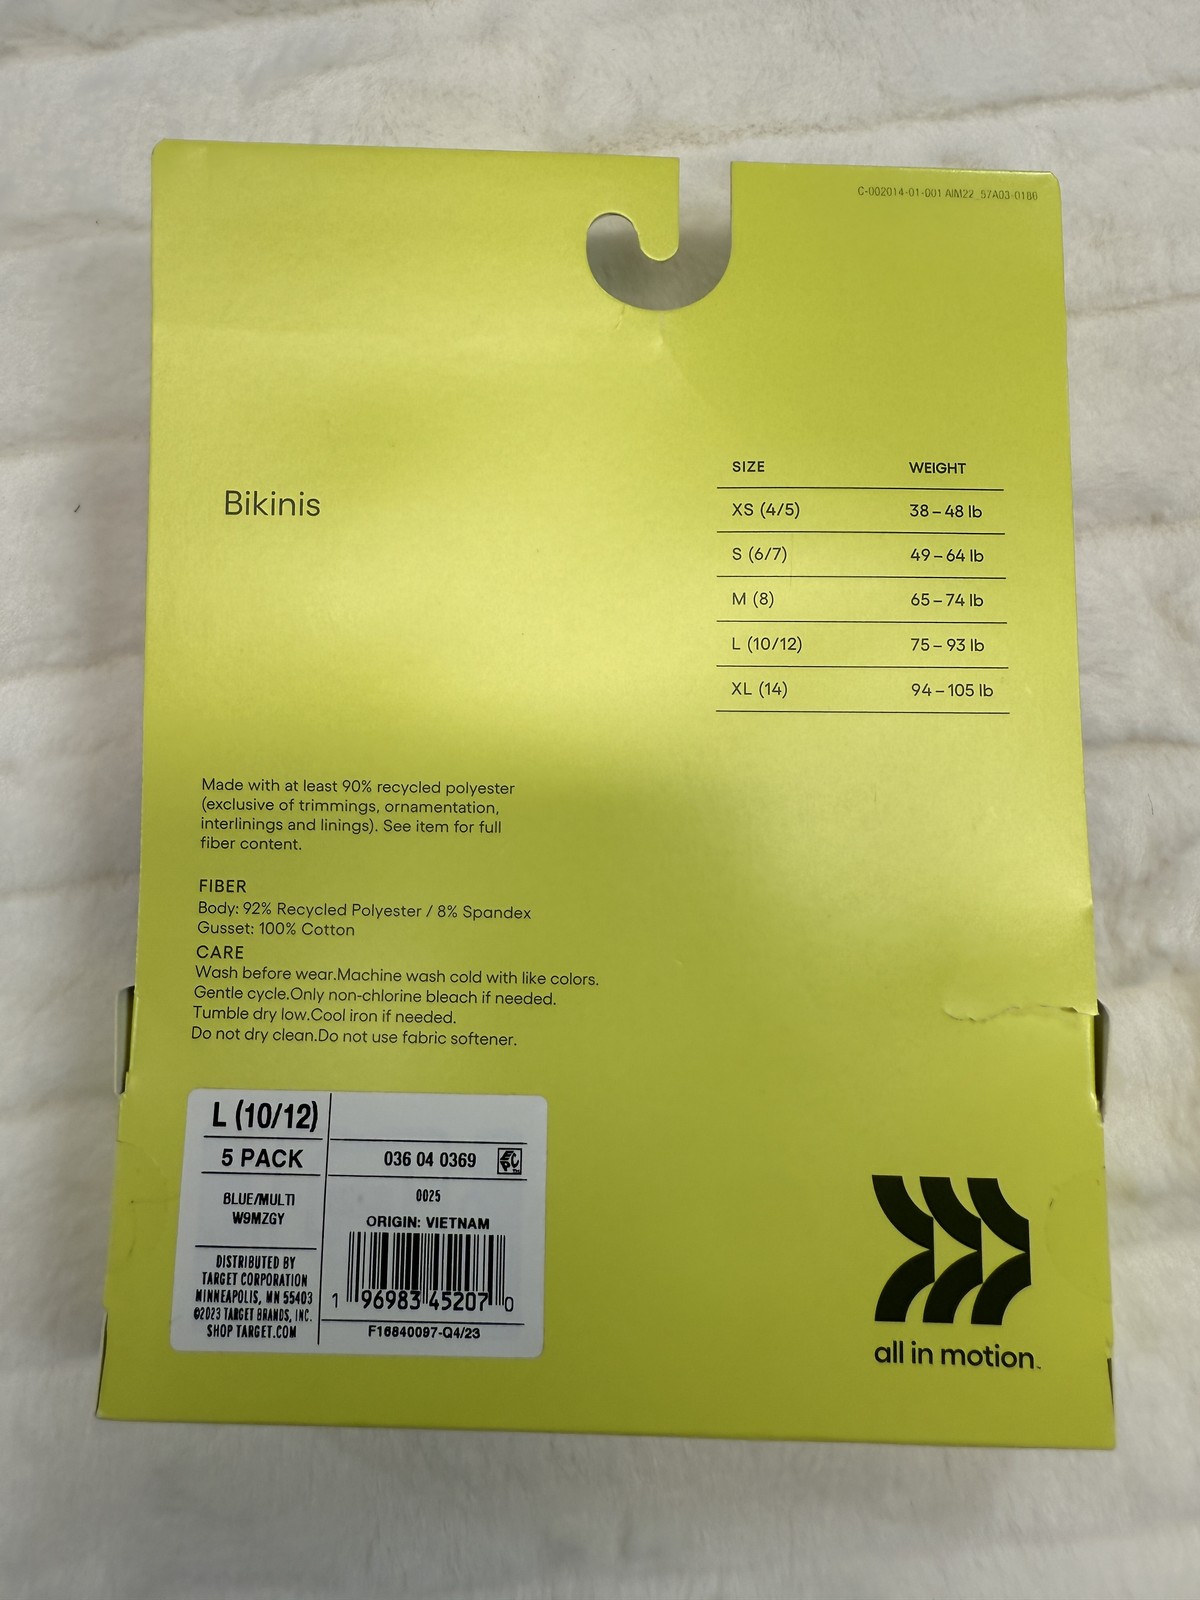 C-002014-01-001 AIM22_57A03-0180
Bikinis
SIZE WEIGHT
XS (4/5) 38 – 48 lb
S (6/7) 49 – 64 lb
M (8) 65 – 74 lb
L (10/12) 75 – 93 lb
XL (14) 94 – 105 lb
Made with at least 90% recycled polyester
(exclusive of trimmings, ornamentation,
interlinings and linings). See item for full
fiber content.
FIBER
Body: 92% Recycled Polyester / 8% Spandex
Gusset: 100% Cotton
CARE
Wash before wear.Machine wash cold with like colors.
Gentle cycle.Only non-chlorine bleach if needed.
Tumble dry low.Cool iron if needed.
Do not dry clean.Do not use fabric softener.
L (10/12)
5 PACK
BLUE/MULTI
W9MZGY
DISTRIBUTED BY
TARGET CORPORATION
MINNEAPOLIS, MN 55403
©2023 TARGET BRANDS, INC.
SHOP TARGET.COM
036 04 0369 EPC
0025
ORIGIN: VIETNAM
1 96983 45207 0
F16840097-Q4/23
all in motion™